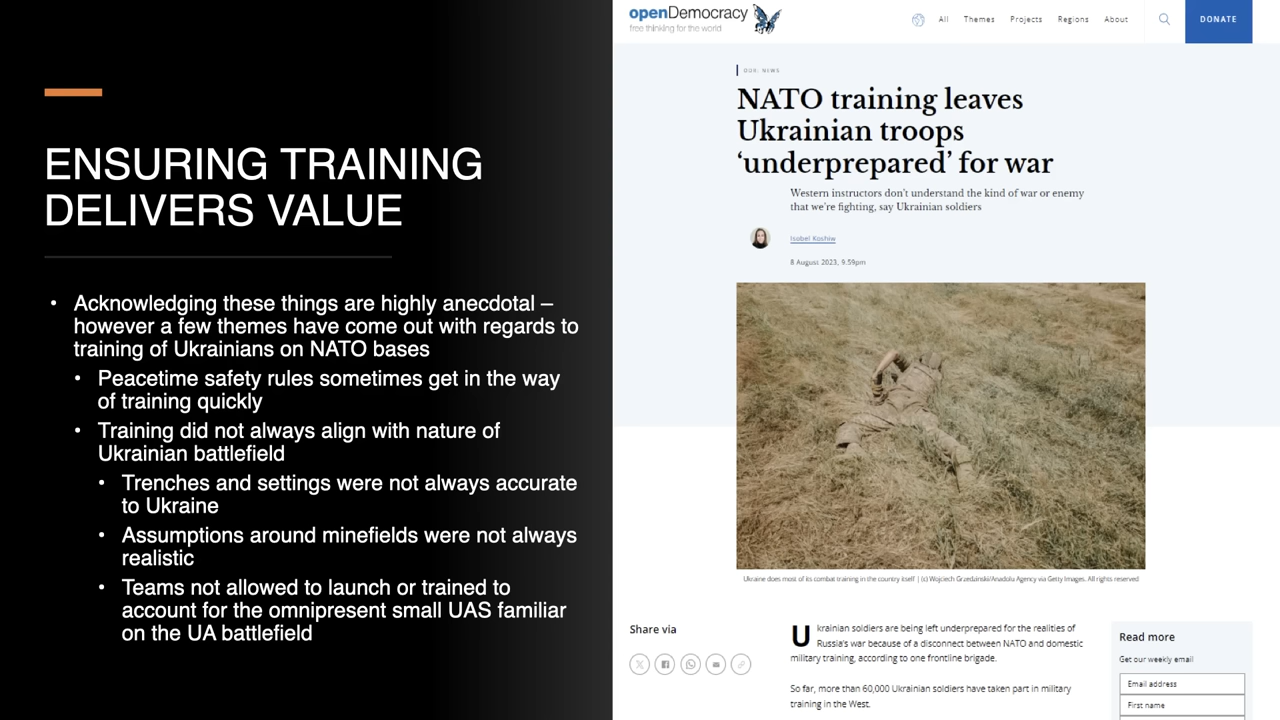 ENSURING TRAINING
DELIVERS VALUE
• Acknowledging these things are highly anecdotal –
however a few themes have come out with regards to
training of Ukrainians on NATO bases
• Peacetime safety rules sometimes get in the way
of training quickly
• Training did not always align with nature of
Ukrainian battlefield
• Trenches and settings were not always accurate
to Ukraine
• Assumptions around minefields were not always
realistic
• Teams not allowed to launch or trained to
account for the omnipresent small UAS familiar
on the UA battlefield
openDemocracy
free thinking for the world
All Themes Projects Regions About
DONATE
OUR: NEWS
NATO training leaves
Ukrainian troops
‘underprepared’ for war
Western instructors don’t understand the kind of war or enemy
that we’re fighting, say Ukrainian soldiers
Isobel Koshiw
8 August 2023, 9.59pm
Ukraine does most of its combat training in the country itself | (c) Wojciech Grzedzinski/Anadolu Agency via Getty Images. All rights reserved
Share via
Ukrainian soldiers are being left underprepared for the realities of
Russia’s war because of a disconnect between NATO and domestic
military training, according to one frontline brigade.
So far, more than 60,000 Ukrainian soldiers have taken part in military
training in the West.
Read more
Get our weekly email
Email address
First name